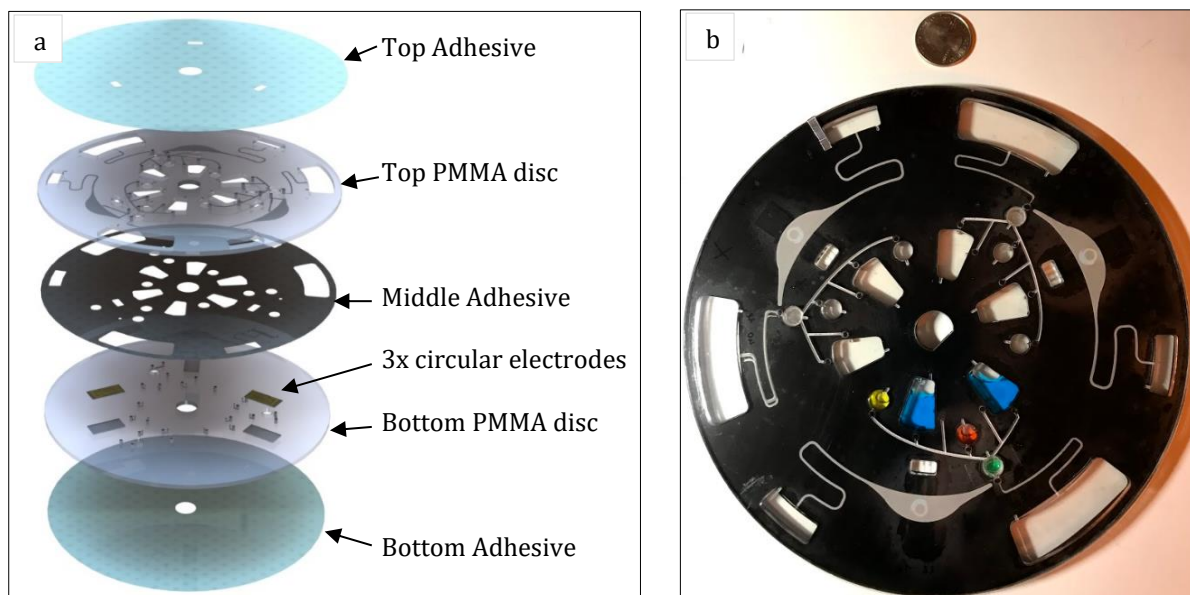 a
Top Adhesive
Top PMMA disc
Middle Adhesive
3x circular electrodes
Bottom PMMA disc
Bottom Adhesive
b